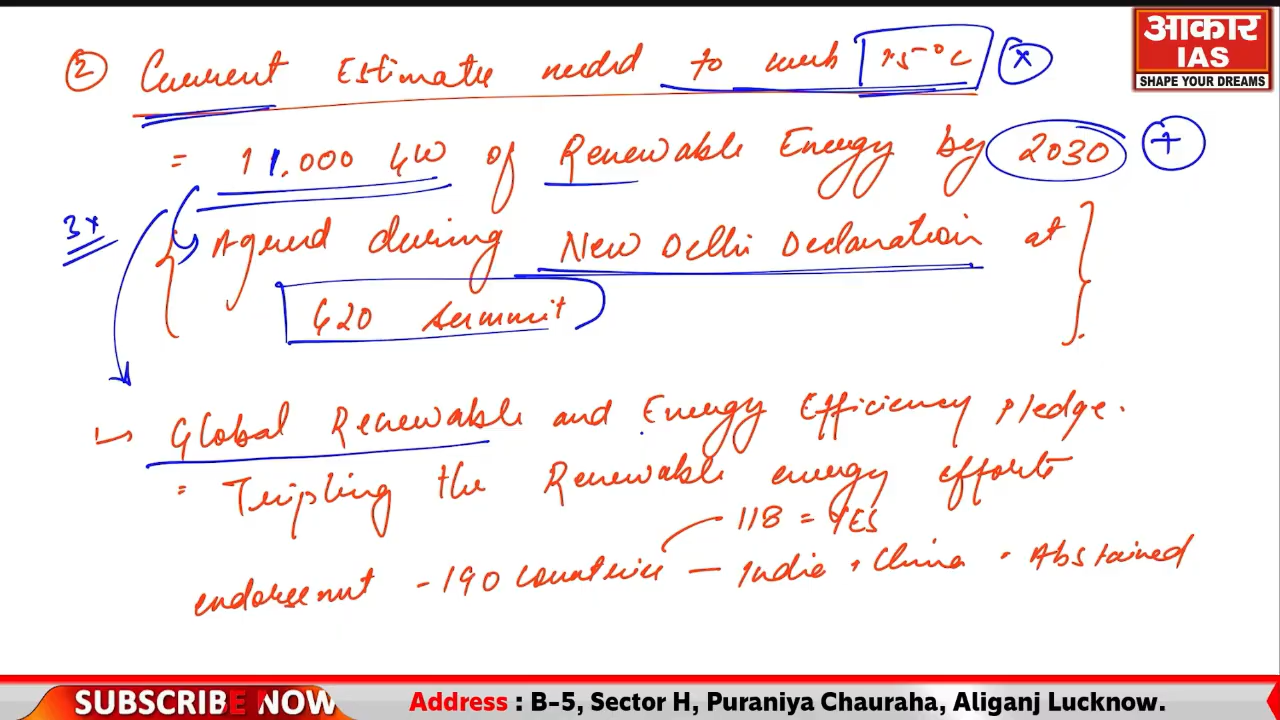 आकार
IAS
SHAPE YOUR DREAMS
② Current Estimate needed to meet 1.5°C ×
= 11,000 GW of Renewable Energy by 2030 +
3x
Agreed during New Delhi Declaration at
G20 Summit
↳ Global Renewable and Energy Efficiency pledge.
= Tripling the Renewable energy efforts
118 = YES
endorsement - 190 countries — India, China • Abstained
SUBSCRIBE NOW
Address : B-5, Sector H, Puraniya Chauraha, Aliganj Lucknow.